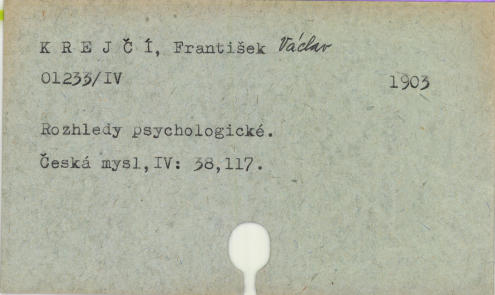 K R E J Č Í, František Václav
01233/IV 1903
Rozhledy psychologické.
Česká mysl,IV: 38,117.